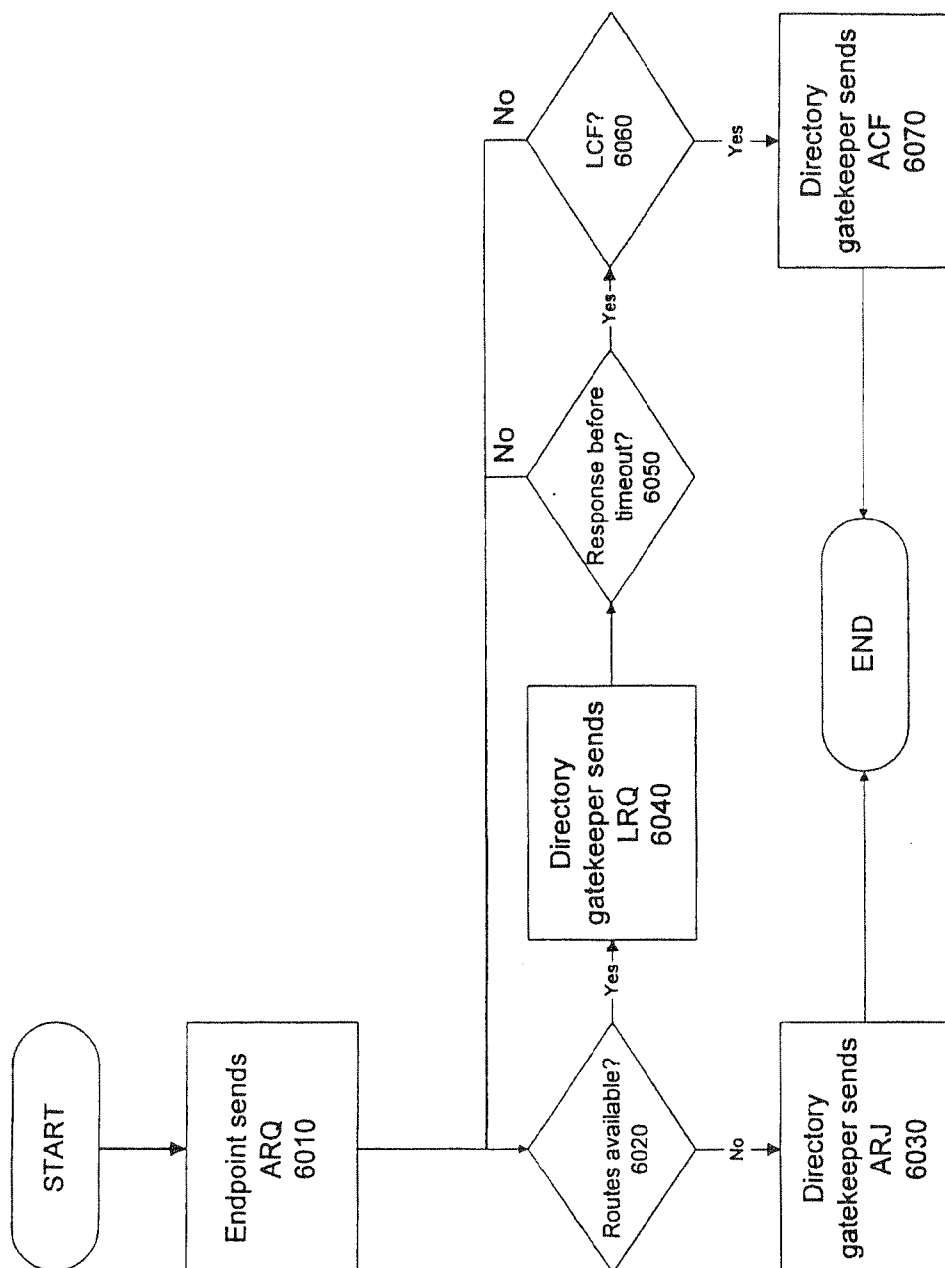 START
Endpoint sends
ARQ
6010
Routes available?
6020
No
Directory
gatekeeper sends
ARJ
6030
Yes
Directory
gatekeeper sends
LRQ
6040
Response before
timeout?
6050
No
Yes
LCF?
6060
No
Yes
Directory
gatekeeper sends
ACF
6070
END